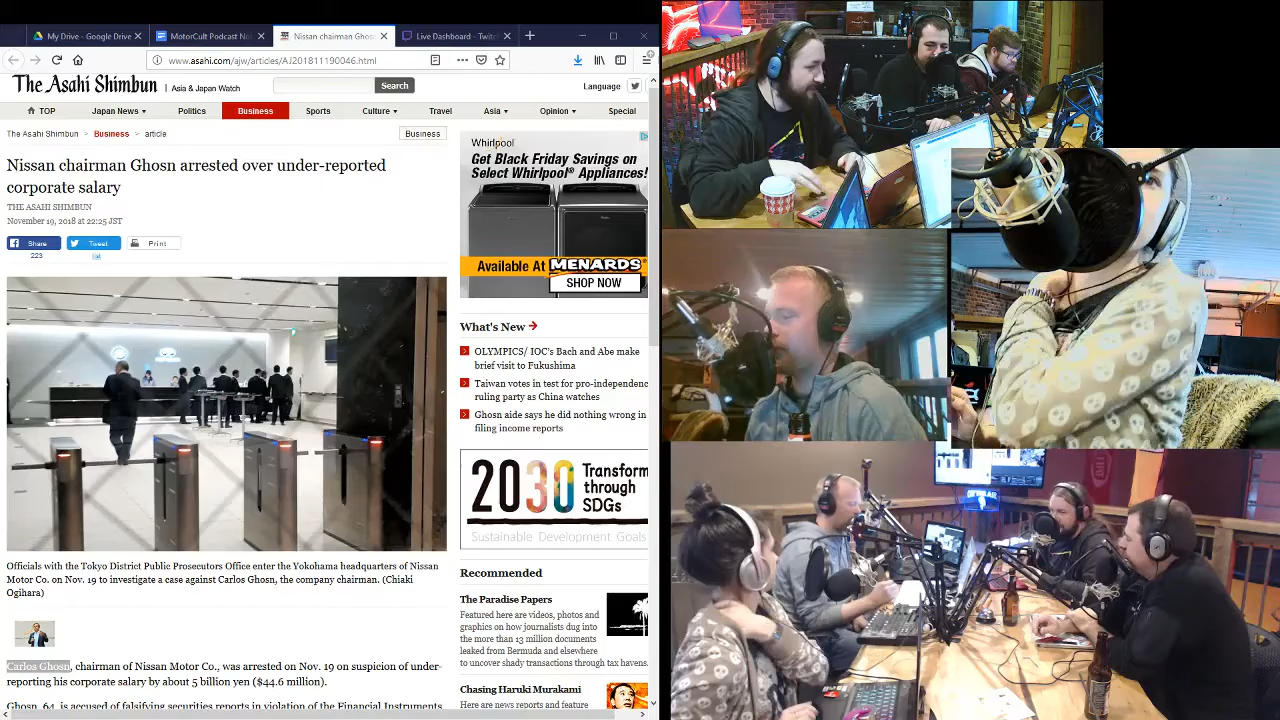 My Drive - Google Drive
MotorCult Podcast No
Nissan chairman Ghos
Live Dashboard - Twitc
www.asahi.com/ajw/articles/AJ201811190046.html
The Asahi Shimbun
Asia & Japan Watch
Search
Language
TOP
Japan News
Politics
Business
Sports
Culture
Travel
Asia
Opinion
Special
The Asahi Shimbun > Business > article
Business
Nissan chairman Ghosn arrested over under-reported
corporate salary
THE ASAHI SHIMBUN
November 19, 2018 at 22:25 JST
Share
Tweet
Print
223
Officials with the Tokyo District Public Prosecutors Office enter the Yokohama headquarters of Nissan
Motor Co. on Nov. 19 to investigate a case against Carlos Ghosn, the company chairman. (Chiaki
Ogihara)
Carlos Ghosn, chairman of Nissan Motor Co., was arrested on Nov. 19 on suspicion of under-
reporting his corporate salary by about 5 billion yen ($44.6 million).
Whirlpool
Get Black Friday Savings on
Select Whirlpool® Appliances!
Available At MENARDS
SHOP NOW
What's New
OLYMPICS/ IOC's Bach and Abe make
brief visit to Fukushima
Taiwan votes in test for pro-independenc
ruling party as China watches
Ghosn aide says he did nothing wrong in
filing income reports
2030 Transform
through
SDGs
Sustainable Development Goals
Recommended
The Paradise Papers
Featured here are videos, photos and
graphics on how journalists dug into
the more than 13 million documents
leaked from Bermuda and elsewhere
to uncover shady transactions through tax havens.
Chasing Haruki Murakami
Here are news reports and feature